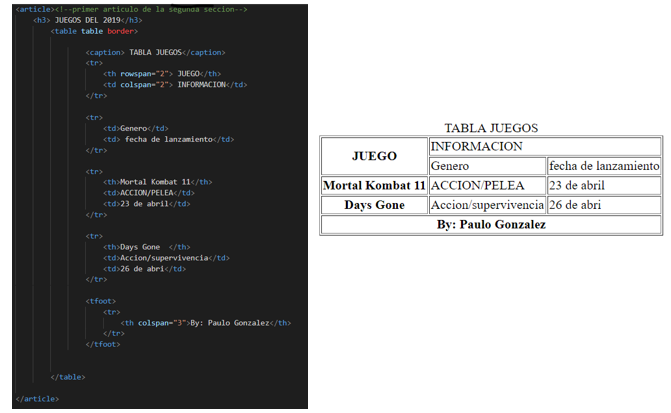 <article><!--primer articulo de la segunda seccion-->
<h3> JUEGOS DEL 2019</h3>
<table table border>
<caption> TABLA JUEGOS</caption>
<tr>
<th rowspan="2"> JUEGO</th>
<td colspan="2"> INFORMACION</td>
</tr>
<tr>
<td>Genero</td>
<td> fecha de lanzamiento</td>
</tr>
<tr>
<th>Mortal Kombat 11</th>
<td>ACCION/PELEA</td>
<td>23 de abril</td>
</tr>
<tr>
<th>Days Gone  </th>
<td>Accion/supervivencia</td>
<td>26 de abri</td>
</tr>
<tfoot>
<tr>
<th colspan="3">By: Paulo Gonzalez</th>
</tr>
</tfoot>
</table>
</article>
TABLA JUEGOS
JUEGO
INFORMACION
Genero fecha de lanzamiento
Mortal Kombat 11 ACCION/PELEA 23 de abril
Days Gone Accion/supervivencia 26 de abri
By: Paulo Gonzalez